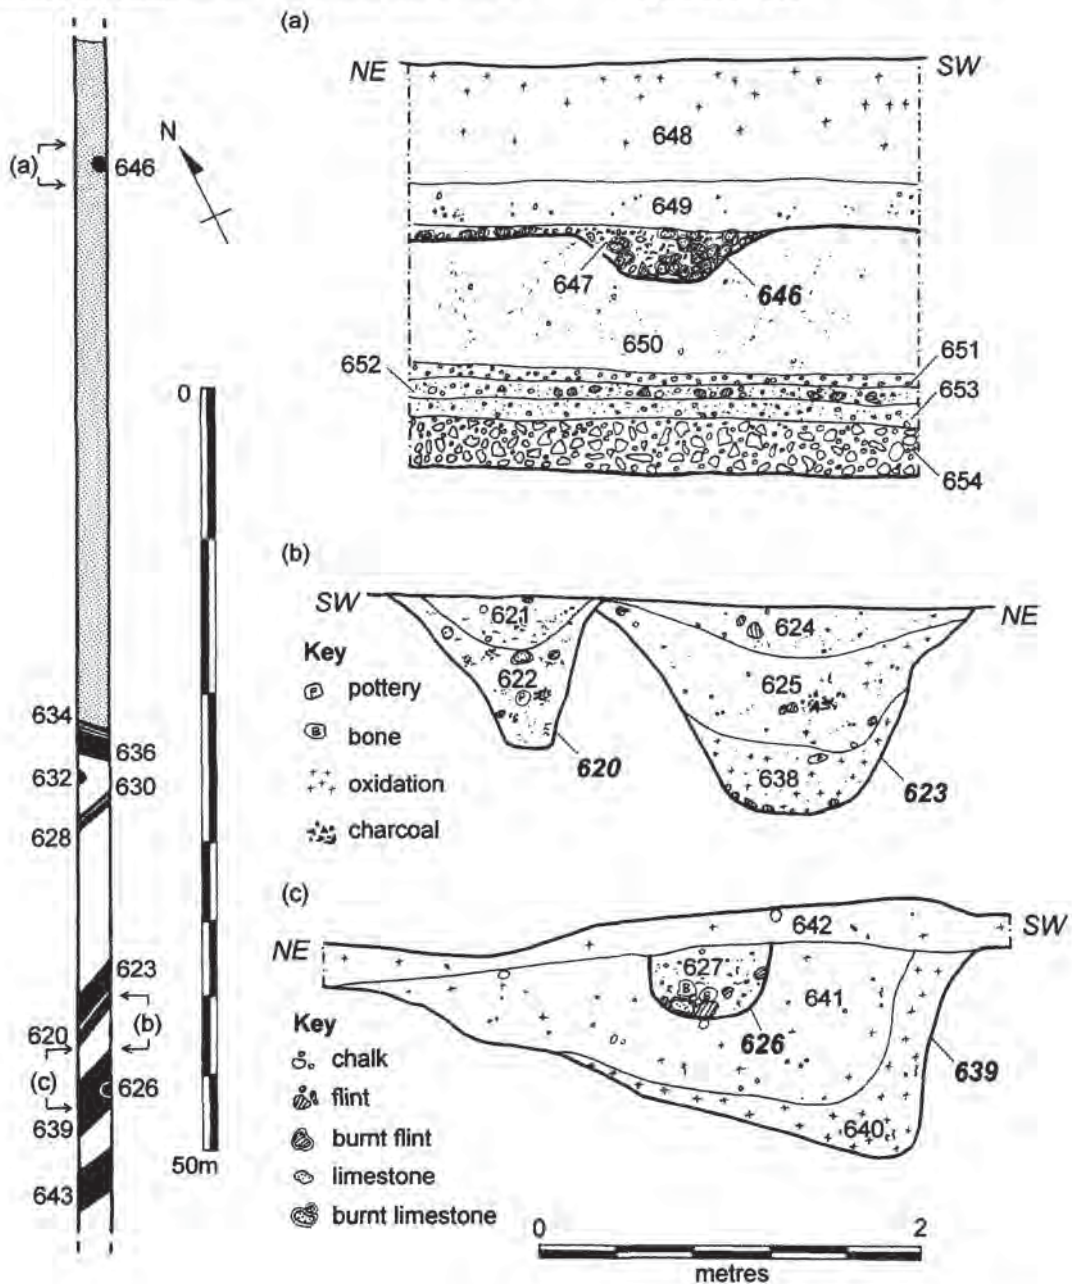 N
(a)
646
634
636
632
630
628
623
620
(b)
(c)
626
639
643
0
50m
(a)
NE
SW
648
649
647
646
650
652
651
653
654
(b)
SW
NE
621
624
622
625
620
638
623
Key
pottery
bone
oxidation
charcoal
(c)
NE
SW
642
627
641
B
B
626
639
640
Key
chalk
flint
burnt flint
limestone
burnt limestone
0
2
metres